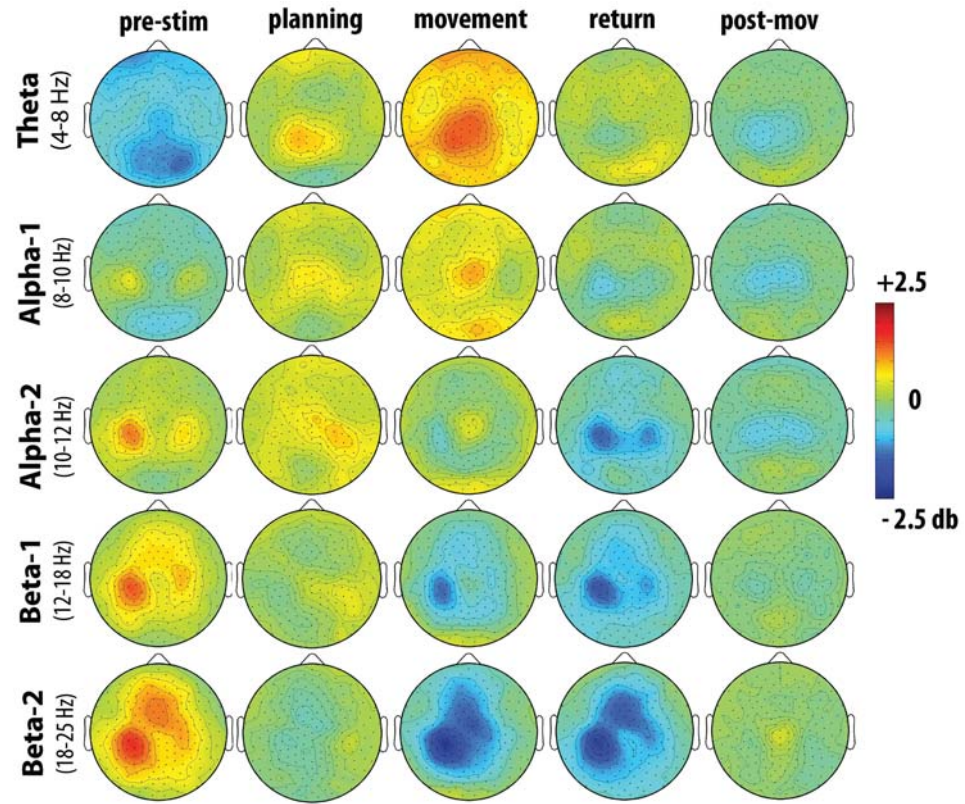 pre-stim planning movement return post-mov
Theta
(4-8 Hz)
Alpha-1
(8-10 Hz)
+2.5
0
- 2.5 db
Alpha-2
(10-12 Hz)
Beta-1
(12-18 Hz)
Beta-2
(18-25 Hz)